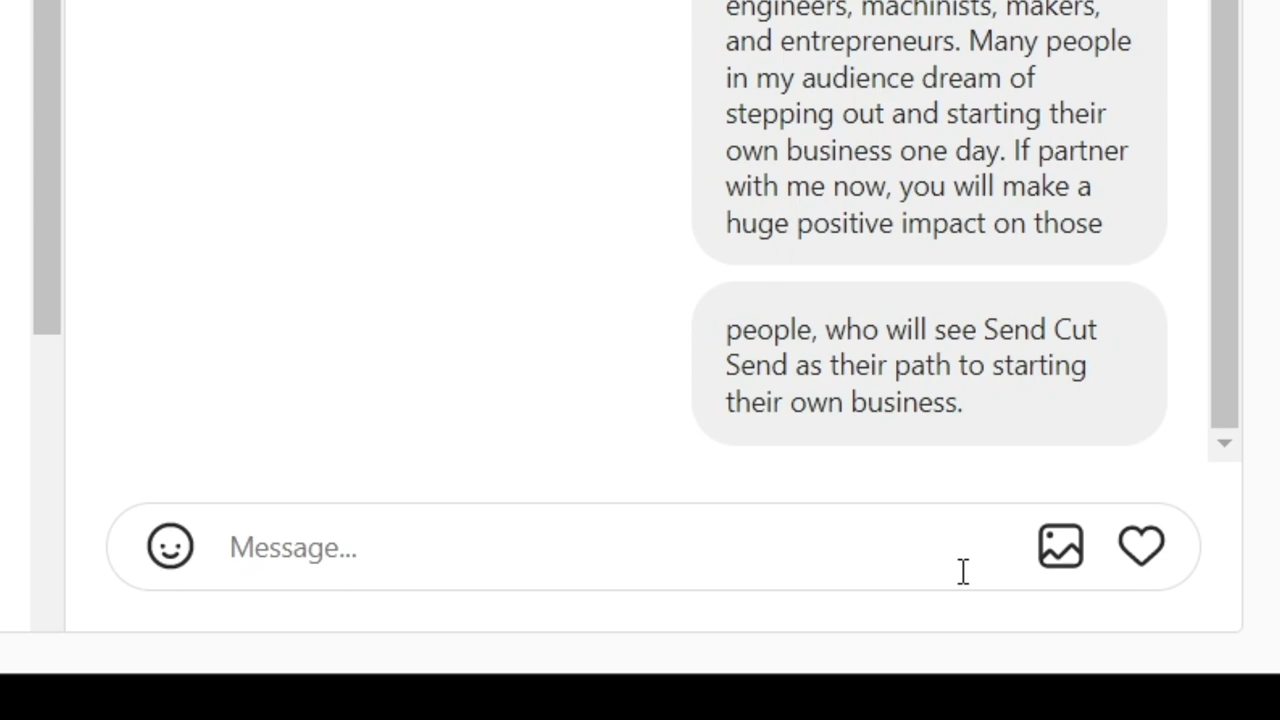 engineers, machinists, makers,
and entrepreneurs. Many people
in my audience dream of
stepping out and starting their
own business one day. If partner
with me now, you will make a
huge positive impact on those
people, who will see Send Cut
Send as their path to starting
their own business.
Message...